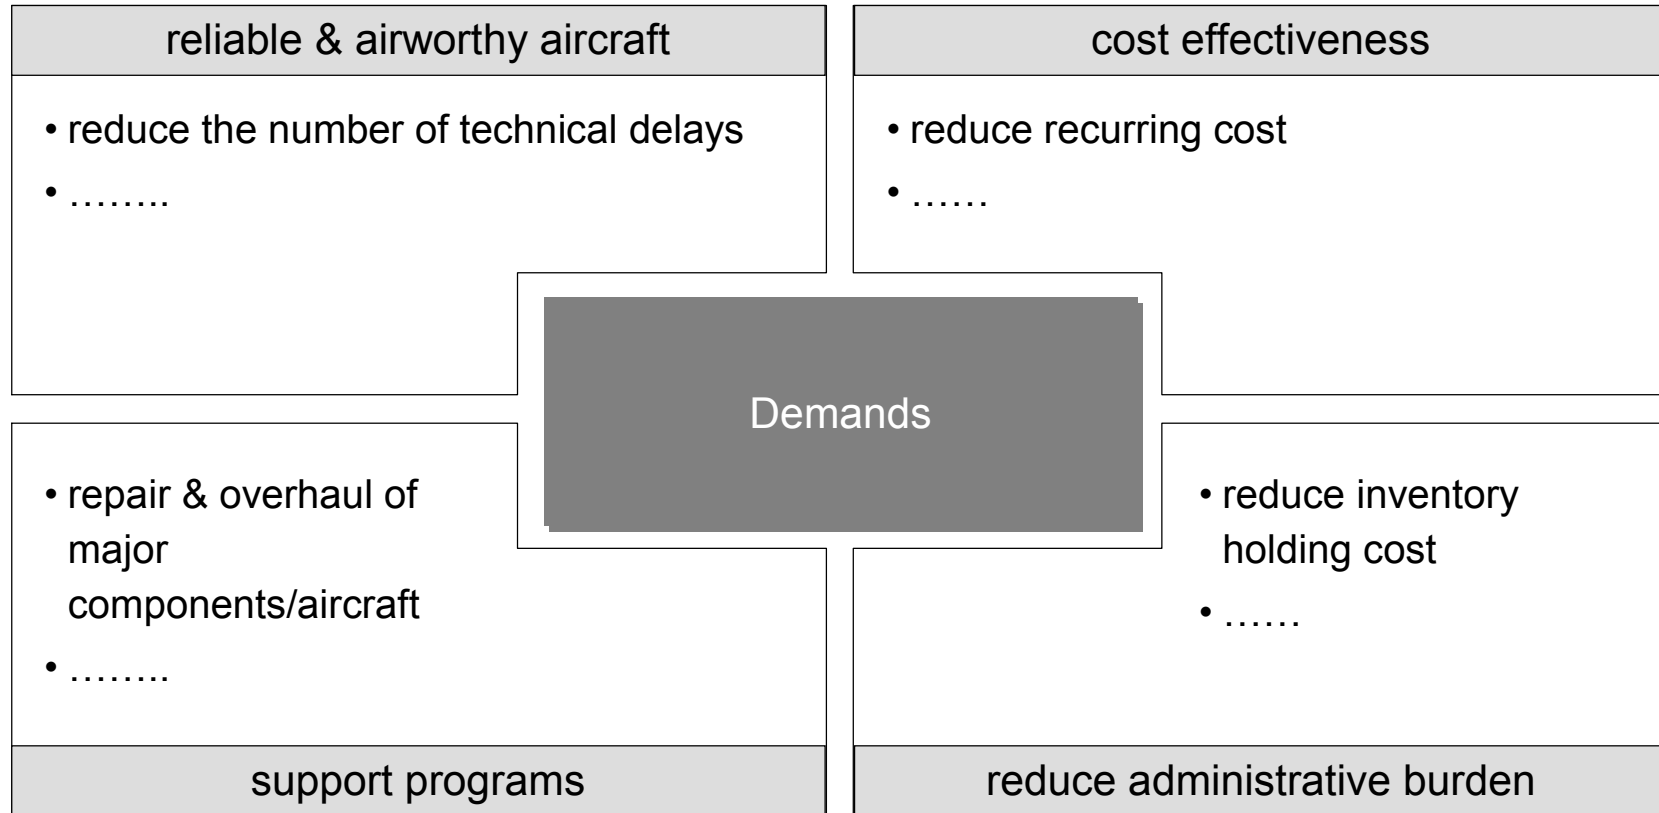 reliable & airworthy aircraft
• reduce the number of technical delays
• ……..
cost effectiveness
• reduce recurring cost
• ……
Demands
• repair & overhaul of
major
components/aircraft
• ……..
support programs
• reduce inventory
holding cost
• ……
reduce administrative burden